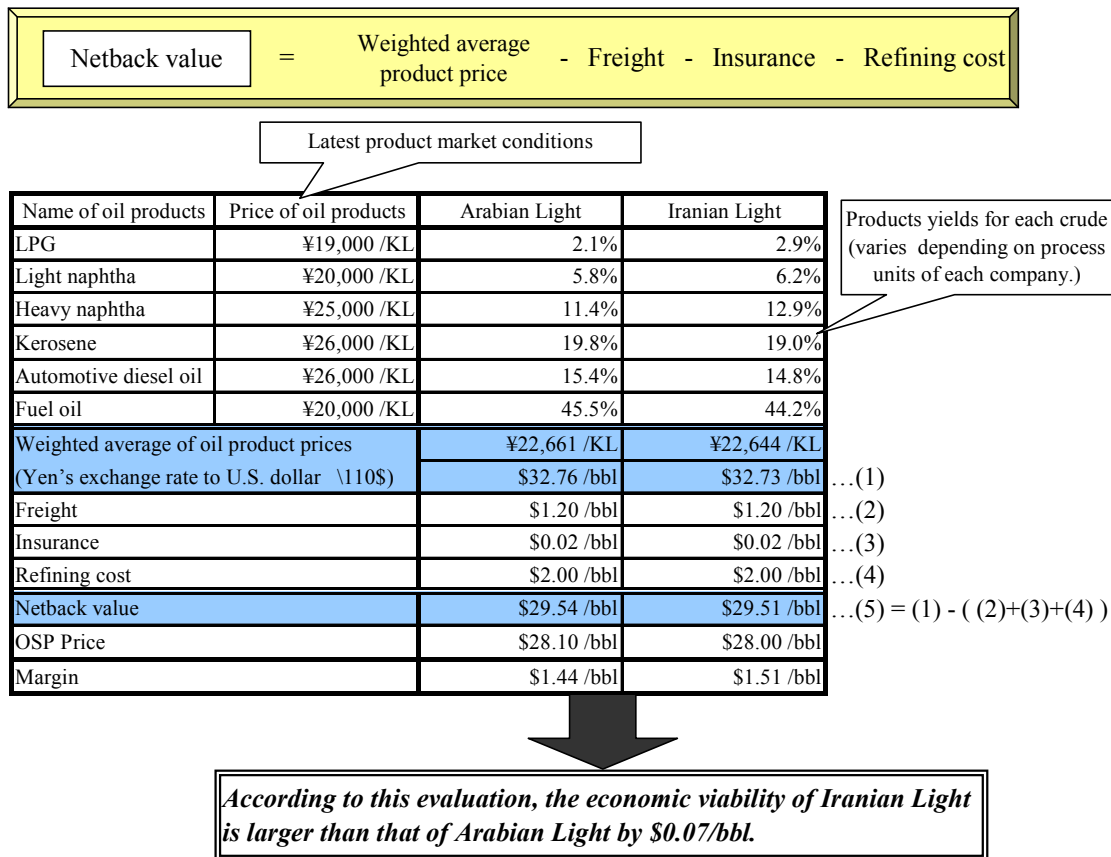 Netback value = Weighted average product price - Freight - Insurance - Refining cost
Latest product market conditions
Name of oil products Price of oil products Arabian Light Iranian Light
Products yields for each crude
(varies depending on process
units of each company.)
LPG ¥19,000 /KL 2.1% 2.9%
Light naphtha ¥20,000 /KL 5.8% 6.2%
Heavy naphtha ¥25,000 /KL 11.4% 12.9%
Kerosene ¥26,000 /KL 19.8% 19.0%
Automotive diesel oil ¥26,000 /KL 15.4% 14.8%
Fuel oil ¥20,000 /KL 45.5% 44.2%
Weighted average of oil product prices ¥22,661 /KL ¥22,644 /KL
(Yen's exchange rate to U.S. dollar \110$) $32.76 /bbl $32.73 /bbl …(1)
Freight $1.20 /bbl $1.20 /bbl …(2)
Insurance $0.02 /bbl $0.02 /bbl …(3)
Refining cost $2.00 /bbl $2.00 /bbl …(4)
Netback value $29.54 /bbl $29.51 /bbl …(5) = (1) - ( (2)+(3)+(4) )
OSP Price $28.10 /bbl $28.00 /bbl
Margin $1.44 /bbl $1.51 /bbl
According to this evaluation, the economic viability of Iranian Light
is larger than that of Arabian Light by $0.07/bbl.